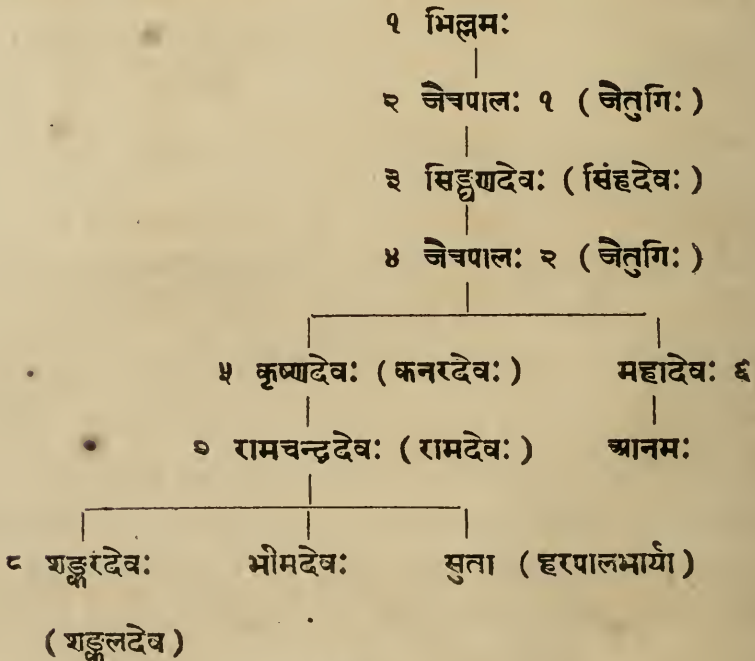 १ भिल्लमः
२ जैत्रपालः १ ( जैतुगिः )
३ सिङ्घणदेवः ( सिंहदेवः )
४ जैत्रपालः २ ( जैतुगिः )
५ कृष्णदेवः ( कनरदेवः ) महादेवः ६
७ रामचन्द्रदेवः ( रामदेवः ) आनमः
८ शङ्करदेवः भीमदेवः सुता ( हरपालभार्या )
( शङ्कलदेव )